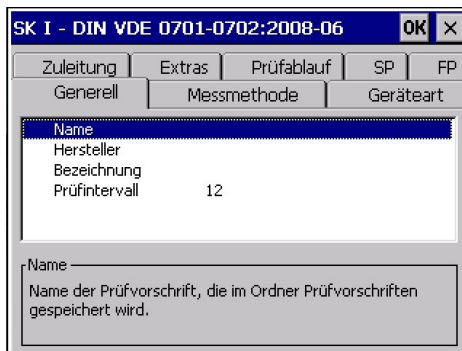 SK I - DIN VDE 0701-0702:2008-06 OK ×
Zuleitung Extras Prüfablauf SP FP
Generell Messmethode Geräteart
Name
Hersteller
Bezeichnung
Prüfintervall 12
Name
Name der Prüfvorschrift, die im Ordner Prüfvorschriften
gespeichert wird.